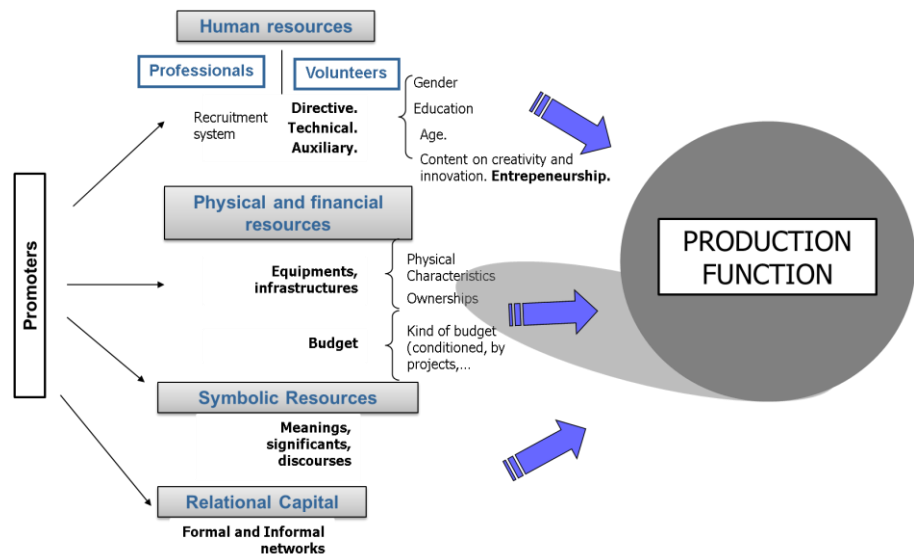 Human resources
Professionals
Volunteers
Recruitment
system
Directive.
Technical.
Auxiliary.
Gender
Education
Age.
Content on creativity and
innovation. Entrepeneurship.
Promoters
Physical and financial
resources
Equipments,
infrastructures
Physical
Characteristics
Ownerships
Budget
Kind of budget
(conditioned, by
projects,...
Symbolic Resources
Meanings,
significants,
discourses
Relational Capital
Formal and Informal
networks
PRODUCTION
FUNCTION